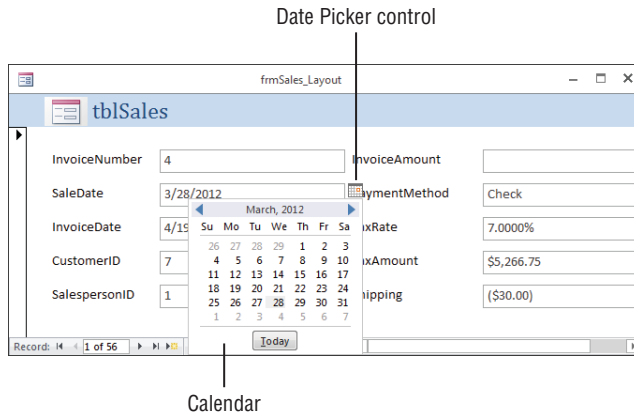 Date Picker control
frmSales_Layout
tblSales
InvoiceNumber 4 InvoiceAmount
SaleDate 3/28/2012 PaymentMethod Check
InvoiceDate 4/19 xRate 7.0000%
CustomerID 7 xAmount $5,266.75
SalespersonID 1 hipping ($30.00)
March, 2012
Su Mo Tu We Th Fr Sa
26 27 28 29 1 2 3
4 5 6 7 8 9 10
11 12 13 14 15 16 17
18 19 20 21 22 23 24
25 26 27 28 29 30 31
1 2 3 4 5 6 7
Today
Record: 1 of 56
Calendar